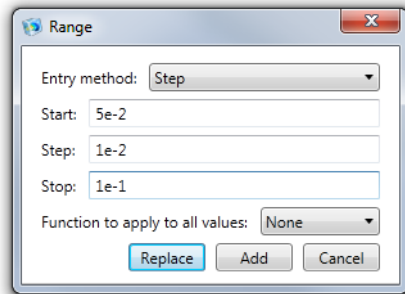 Range
Entry method: Step
Start: 5e-2
Step: 1e-2
Stop: 1e-1
Function to apply to all values: None
Replace Add Cancel